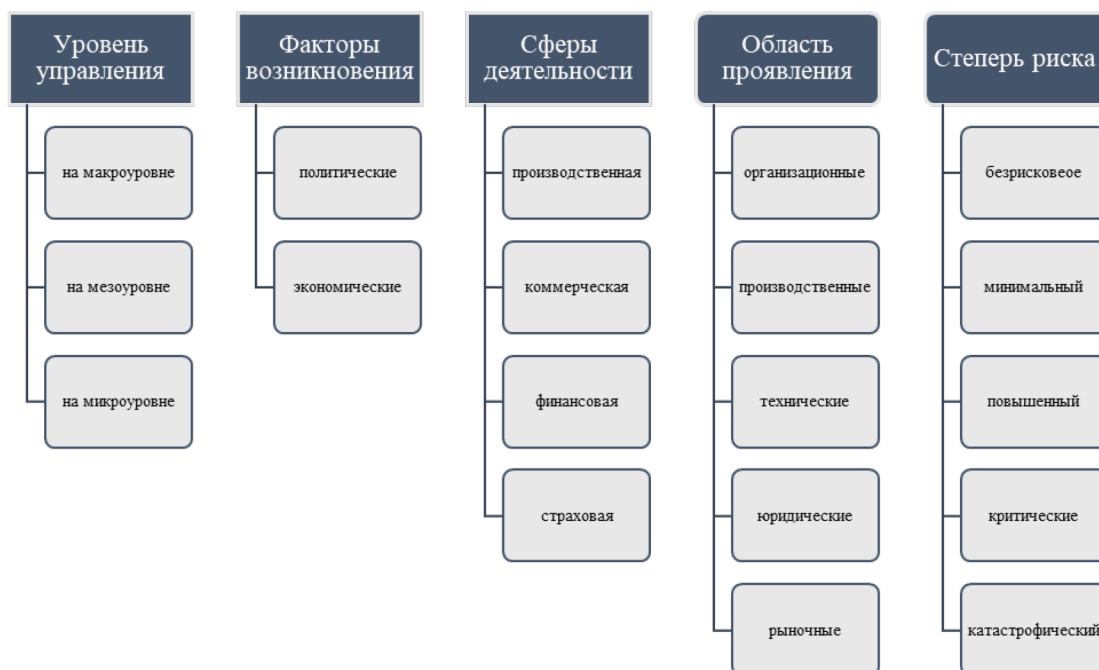 Уровень
управления
на макроуровне
на мезоуровне
на микроуровне
Факторы
возникновения
политические
экономические
Сферы
деятельности
производственная
коммерческая
финансовая
страховая
Область
проявления
организационные
производственные
технические
юридические
рыночные
Степерь риска
безрисковеое
минимальный
повышенный
критические
катастрофический